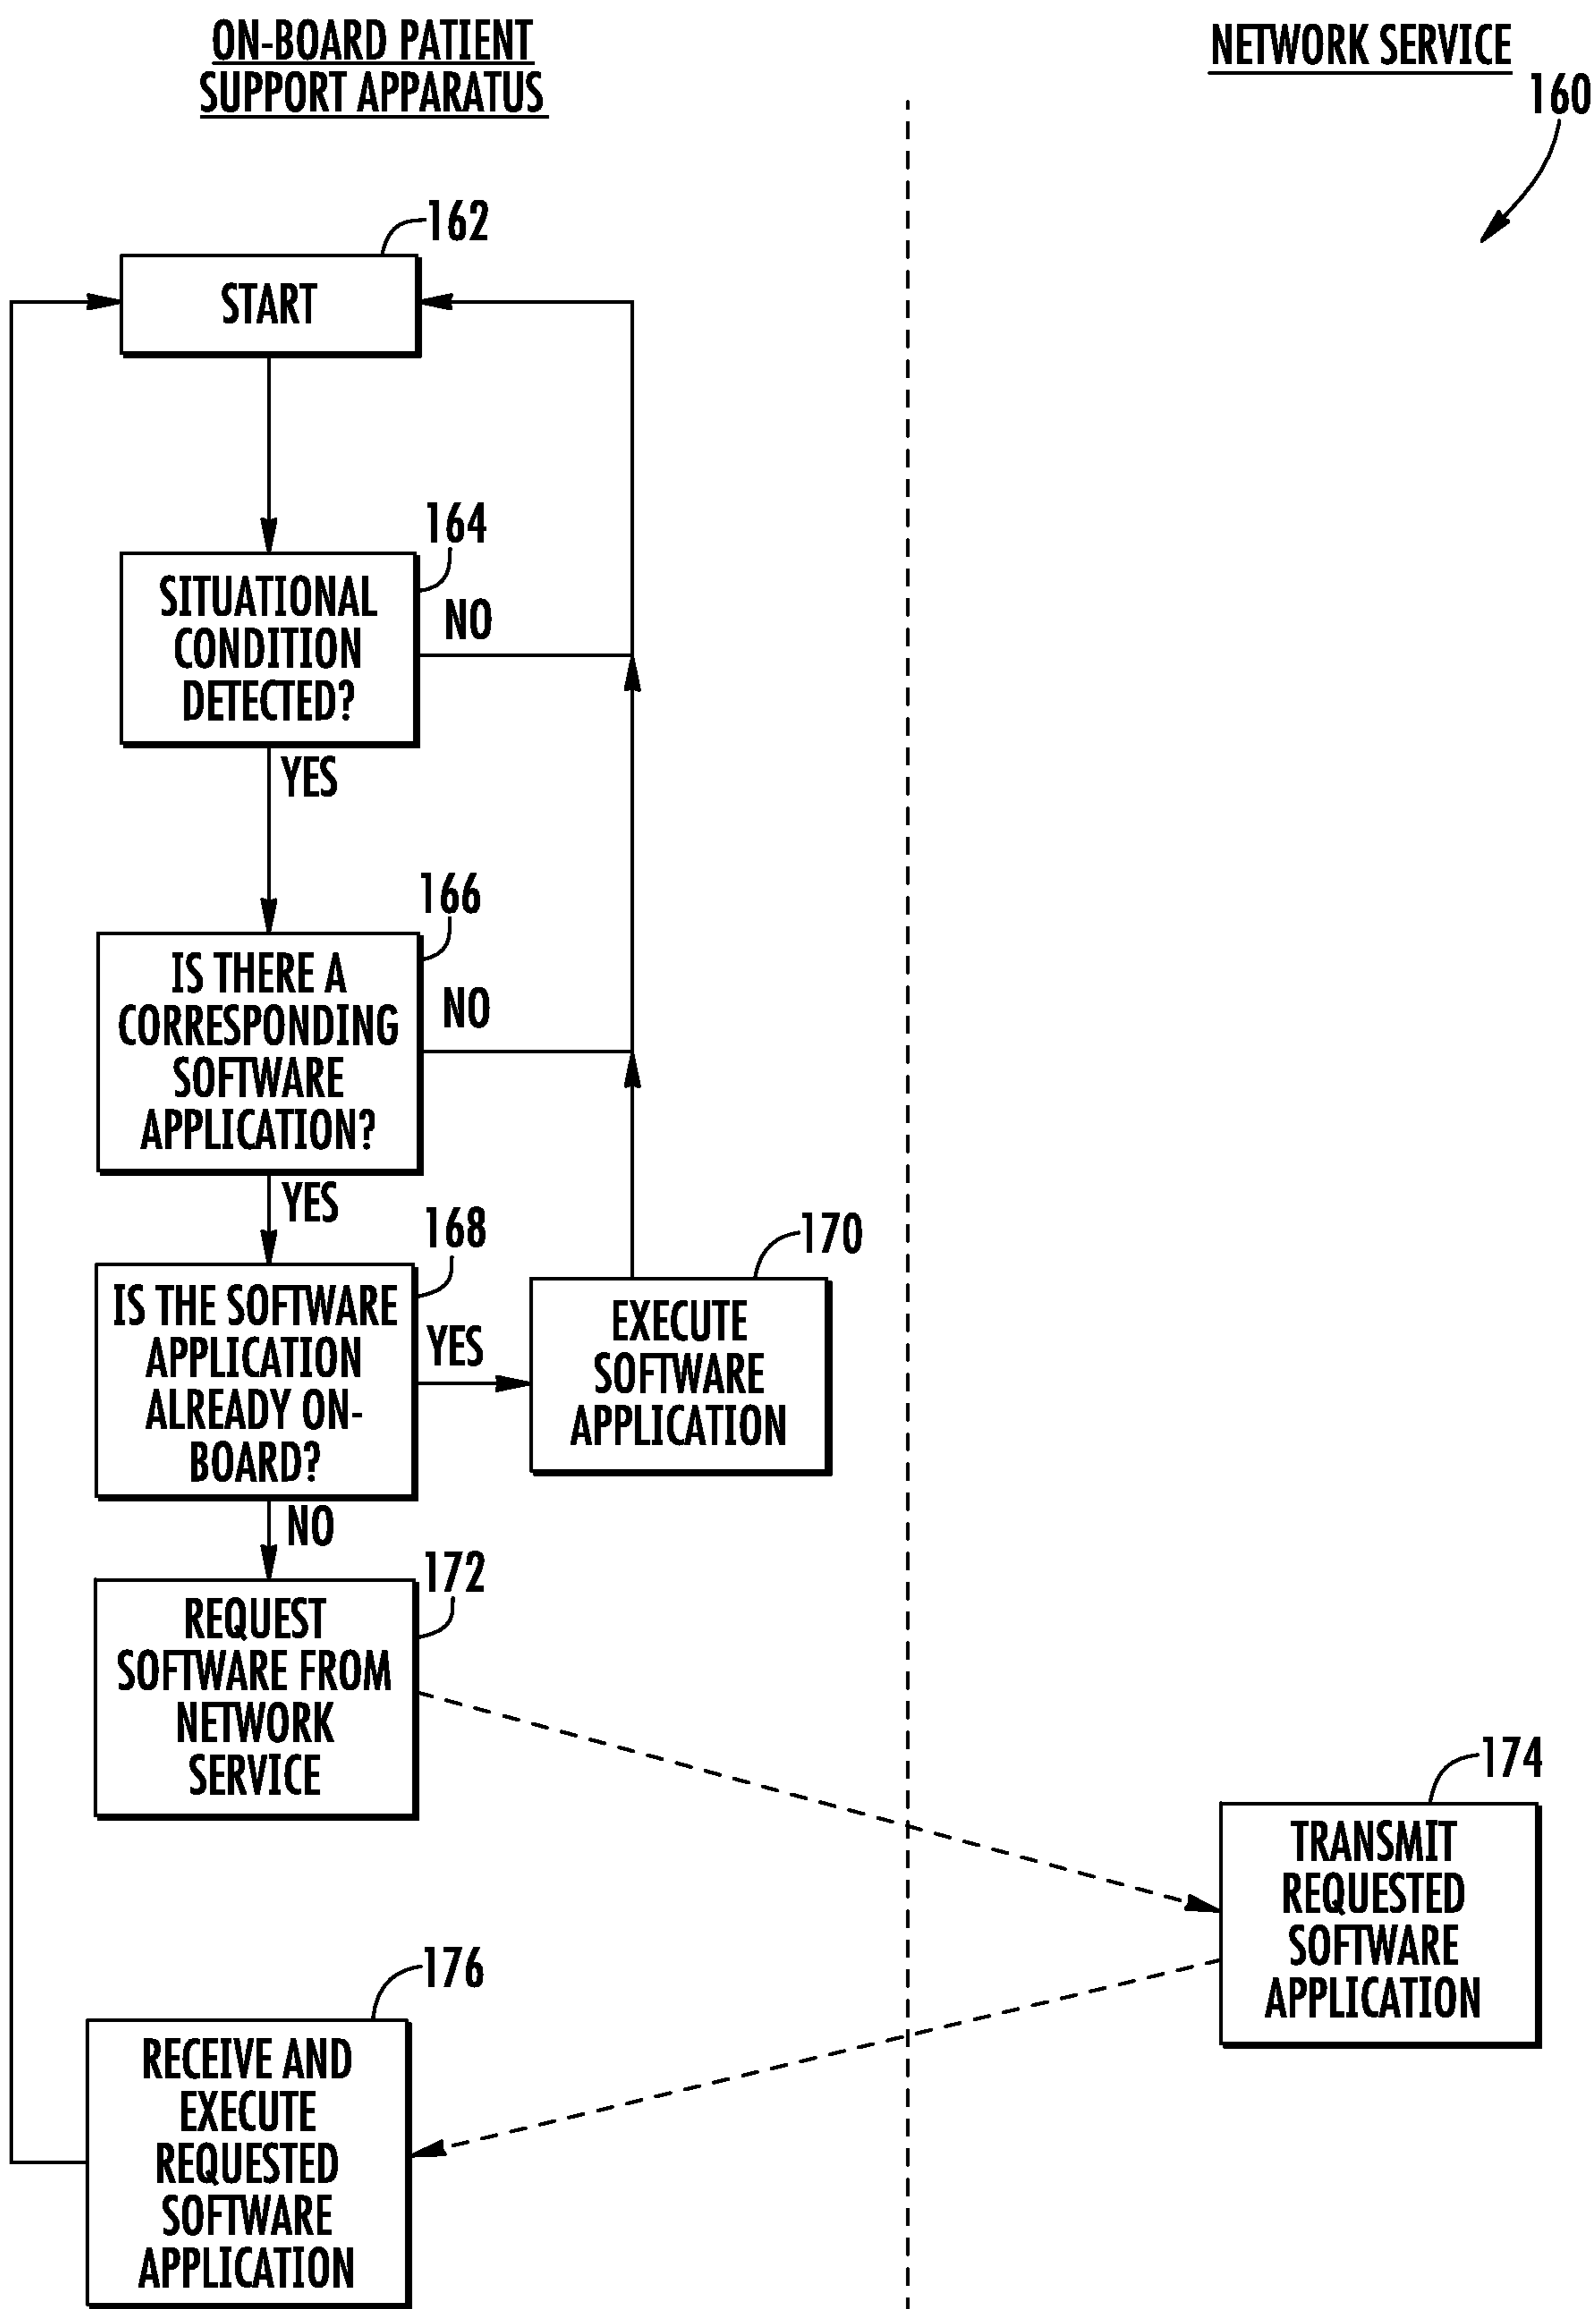 ON-BOARD PATIENT
SUPPORT APPARATUS
NETWORK SERVICE
160
162
START
164
SITUATIONAL
CONDITION
DETECTED?
NO
YES
166
IS THERE A
CORRESPONDING
SOFTWARE
APPLICATION?
NO
YES
168
IS THE SOFTWARE
APPLICATION
ALREADY ON-
BOARD?
YES
NO
170
EXECUTE
SOFTWARE
APPLICATION
172
REQUEST
SOFTWARE FROM
NETWORK
SERVICE
174
TRANSMIT
REQUESTED
SOFTWARE
APPLICATION
176
RECEIVE AND
EXECUTE
REQUESTED
SOFTWARE
APPLICATION